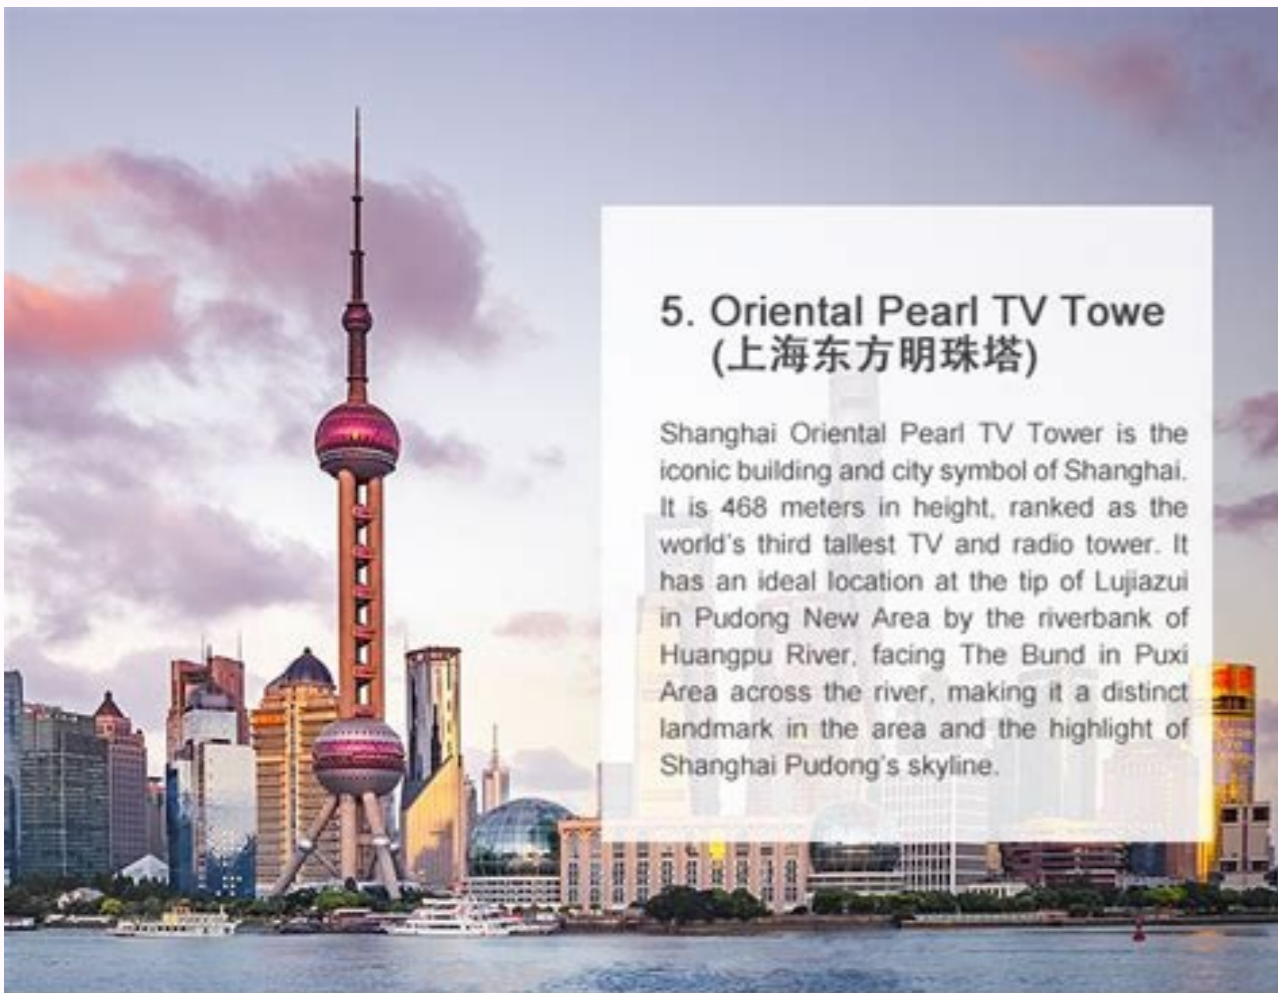 5. Oriental Pearl TV Towe
(上海东方明珠塔)
Shanghai Oriental Pearl TV Tower is the
iconic building and city symbol of Shanghai.
It is 468 meters in height, ranked as the
world's third tallest TV and radio tower. It
has an ideal location at the tip of Lujiazui
in Pudong New Area by the riverbank of
Huangpu River, facing The Bund in Puxi
Area across the river, making it a distinct
landmark in the area and the highlight of
Shanghai Pudong's skyline.